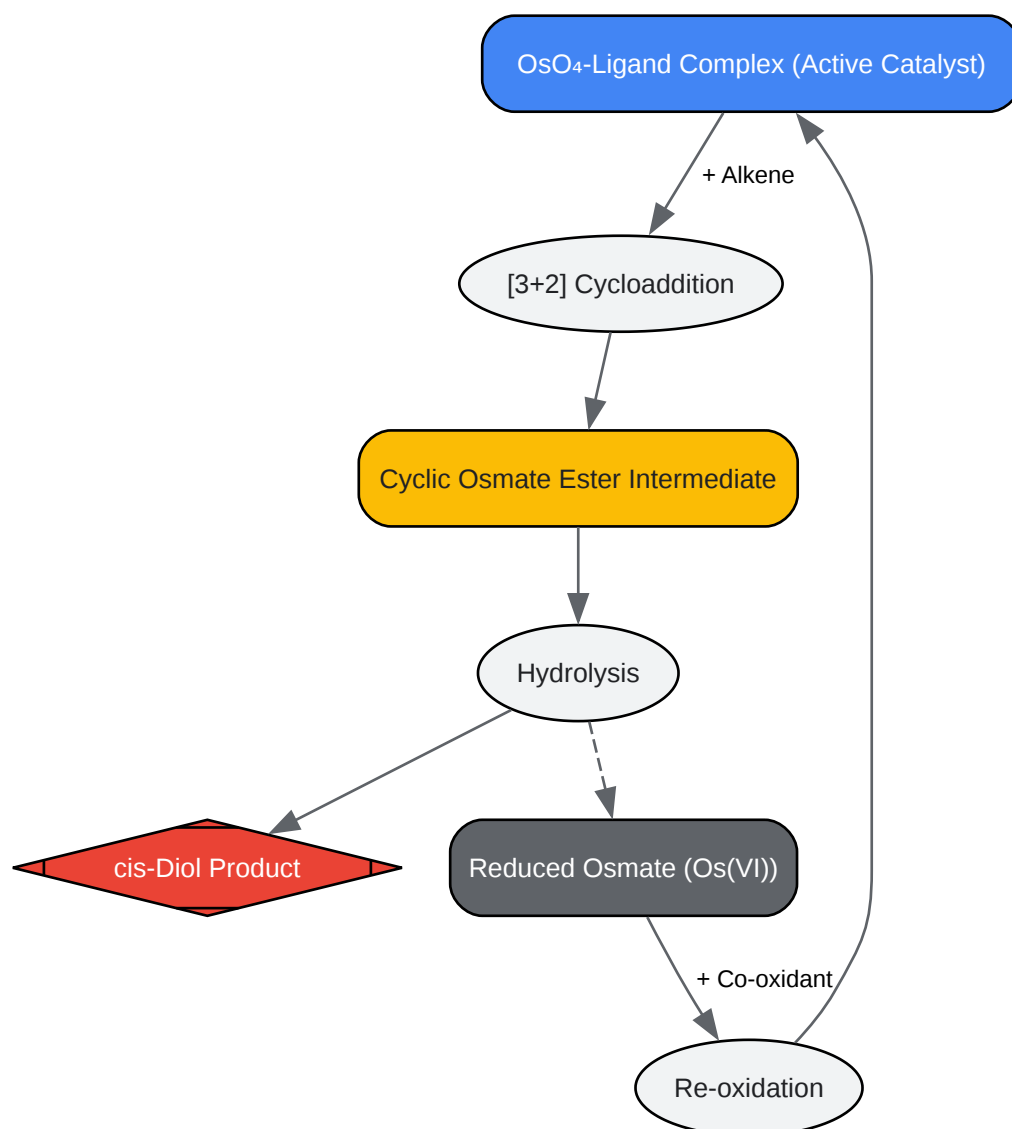 OsO₄-Ligand Complex (Active Catalyst)
+ Alkene
[3+2] Cycloaddition
Cyclic Osmate Ester Intermediate
Hydrolysis
cis-Diol Product
Reduced Osmate (Os(VI))
+ Co-oxidant
Re-oxidation